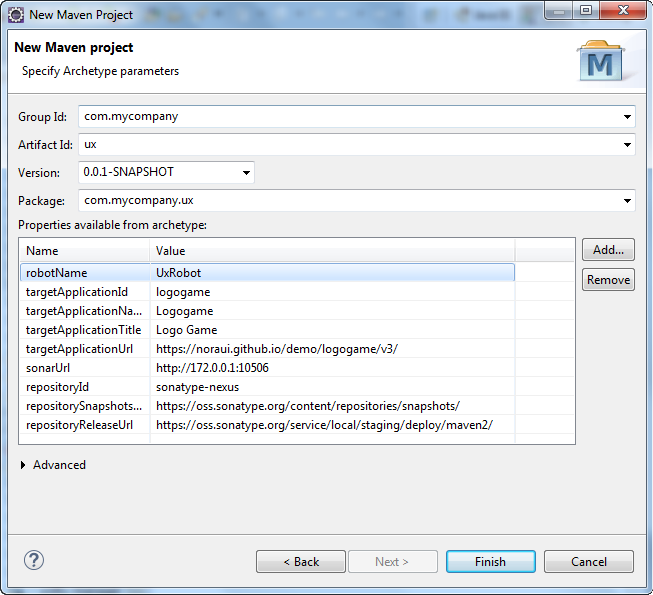 New Maven Project
New Maven project
Specify Archetype parameters
M
Group Id: com.mycompany
Artifact Id: ux
Version: 0.0.1-SNAPSHOT
Package: com.mycompany.ux
Properties available from archetype:
Name Value
robotName UxRobot
targetApplicationId logogame
targetApplicationNa... Logogame
targetApplicationTitle Logo Game
targetApplicationUrl https://noraui.github.io/demo/logogame/v3/
sonarUrl http://172.0.0.1:10506
repositoryId sonatype-nexus
repositorySnapshots... https://oss.sonatype.org/content/repositories/snapshots/
repositoryReleaseUrl https://oss.sonatype.org/service/local/staging/deploy/maven2/
Add...
Remove
Advanced
? < Back Next > Finish Cancel